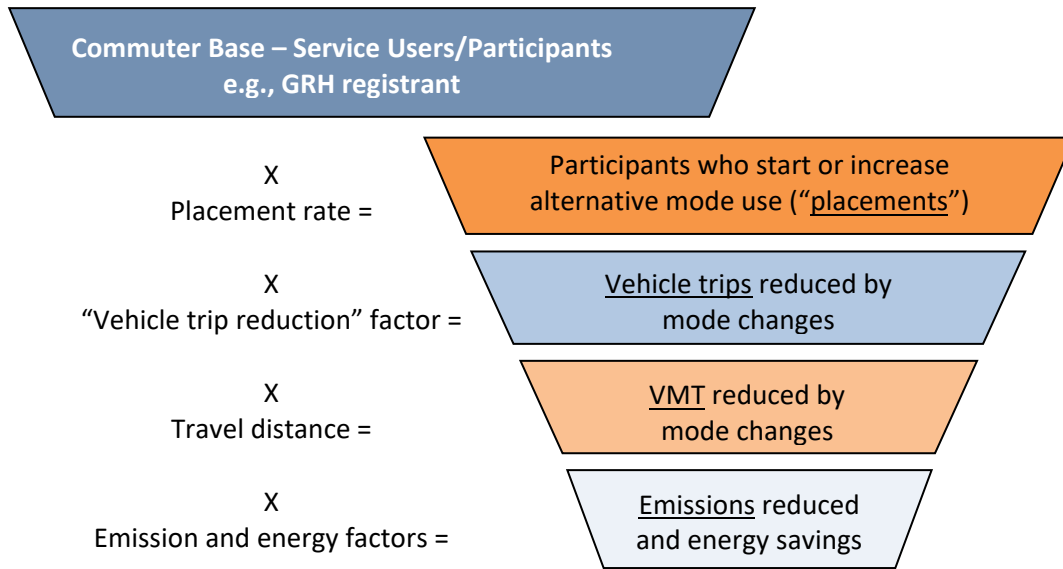 Commuter Base – Service Users/Participants
e.g., GRH registrant
X
Placement rate =
Participants who start or increase
alternative mode use (“placements”)
X
“Vehicle trip reduction” factor =
Vehicle trips reduced by
mode changes
X
Travel distance =
VMT reduced by
mode changes
X
Emission and energy factors =
Emissions reduced
and energy savings